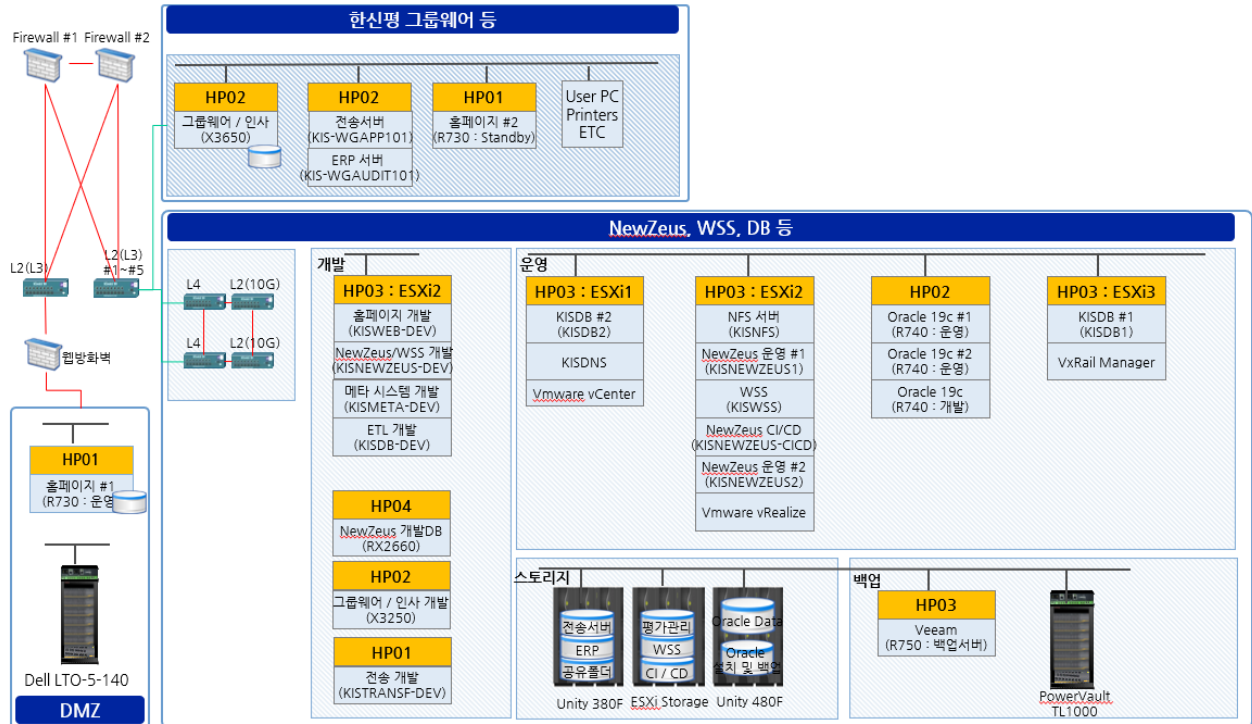 한신평 그룹웨어 등
Firewall #1
Firewall #2
HP02
그룹웨어 / 인사
(X3650)
HP02
전송서버
(KIS-WGAPP101)
ERP 서버
(KIS-WGAUDIT101)
HP01
홈페이지 #2
(R730 : Standby)
User PC
Printers
ETC
NewZeus, WSS, DB 등
L2(L3)
L2(L3)
#1~#5
웹방화벽
L4
L2(10G)
L4
L2(10G)
개발
HP03 : ESXi2
홈페이지 개발
(KISWEB-DEV)
NewZeus/WSS 개발
(KISNEWZEUS-DEV)
메타 시스템 개발
(KISMETA-DEV)
ETL 개발
(KISDB-DEV)
HP04
NewZeus 개발DB
(RX2660)
HP02
그룹웨어 / 인사 개발
(X3250)
HP01
전송 개발
(KISTRANSF-DEV)
운영
HP03 : ESXi1
KISDB #2
(KISDB2)
KISDNS
Vmware vCenter
HP03 : ESXi2
NFS 서버
(KISNFS)
NewZeus 운영 #1
(KISNEWZEUS1)
WSS
(KISWSS)
NewZeus CI/CD
(KISNEWZEUS-CICD)
NewZeus 운영 #2
(KISNEWZEUS2)
Vmware vRealize
HP02
Oracle 19c #1
(R740 : 운영)
Oracle 19c #2
(R740 : 운영)
Oracle 19c
(R740 : 개발)
HP03 : ESXi3
KISDB #1
(KISDB1)
VxRail Manager
HP01
홈페이지 #1
(R730 : 운영
Dell LTO-5-140
DMZ
스토리지
전송서버
ERP
공유폴더
Unity 380F
평가관리
WSS
CI / CD
ESXi Storage
Oracle Data
Oracle
설치 및 백업
Unity 480F
백업
HP03
Veeam
(R750 : 백업서버)
PowerVault
TL1000